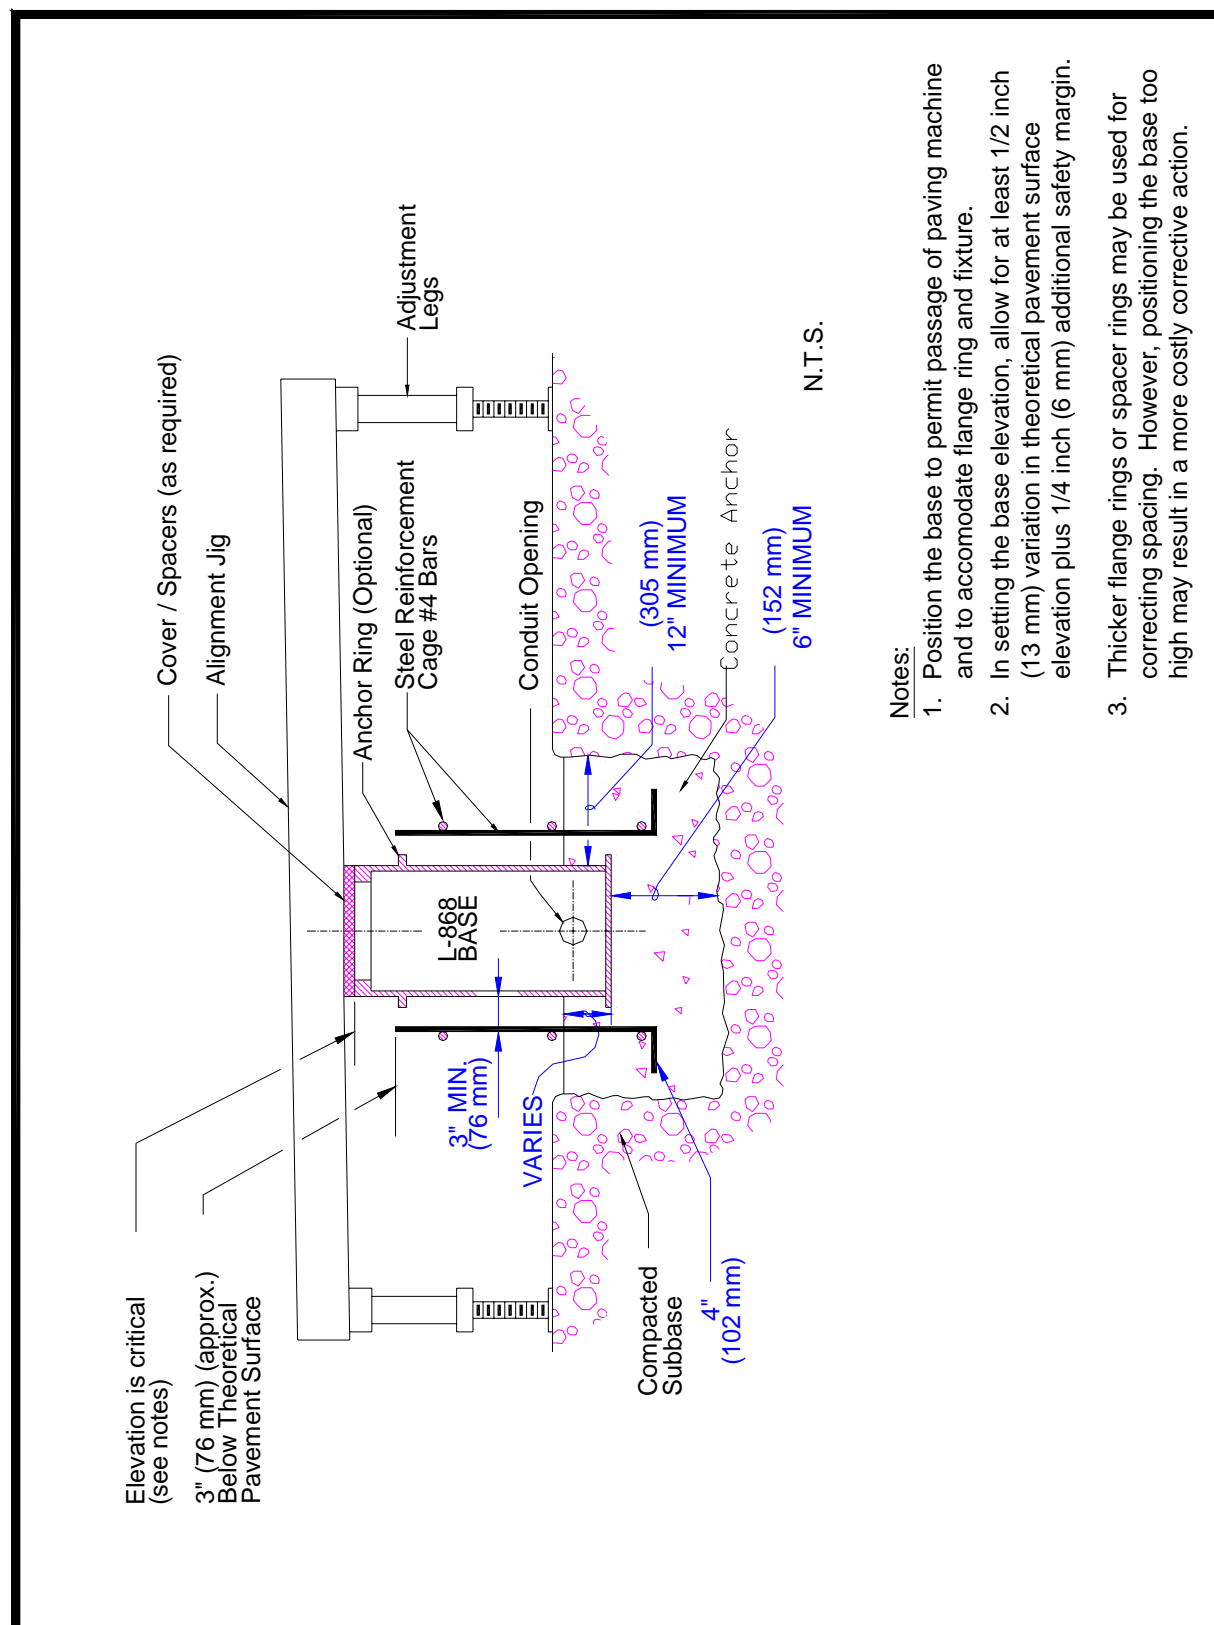 Elevation is critical
(see notes)
3" (76 mm) (approx.)
Below Theoretical
Pavement Surface
Cover / Spacers (as required)
Alignment Jig
Anchor Ring (Optional)
Steel Reinforcement
Cage #4 Bars
Adjustment
Legs
Conduit Opening
L-868
BASE
3" MIN.
(76 mm)
VARIES
(305 mm)
12" MINIMUM
Concrete Anchor
(152 mm)
6" MINIMUM
Compacted
Subbase
4"
(102 mm)
N.T.S.
Notes:
1. Position the base to permit passage of paving machine
and to accomodate flange ring and fixture.
2. In setting the base elevation, allow for at least 1/2 inch
(13 mm) variation in theoretical pavement surface
elevation plus 1/4 inch (6 mm) additional safety margin.
3. Thicker flange rings or spacer rings may be used for
correcting spacing. However, positioning the base too
high may result in a more costly corrective action.